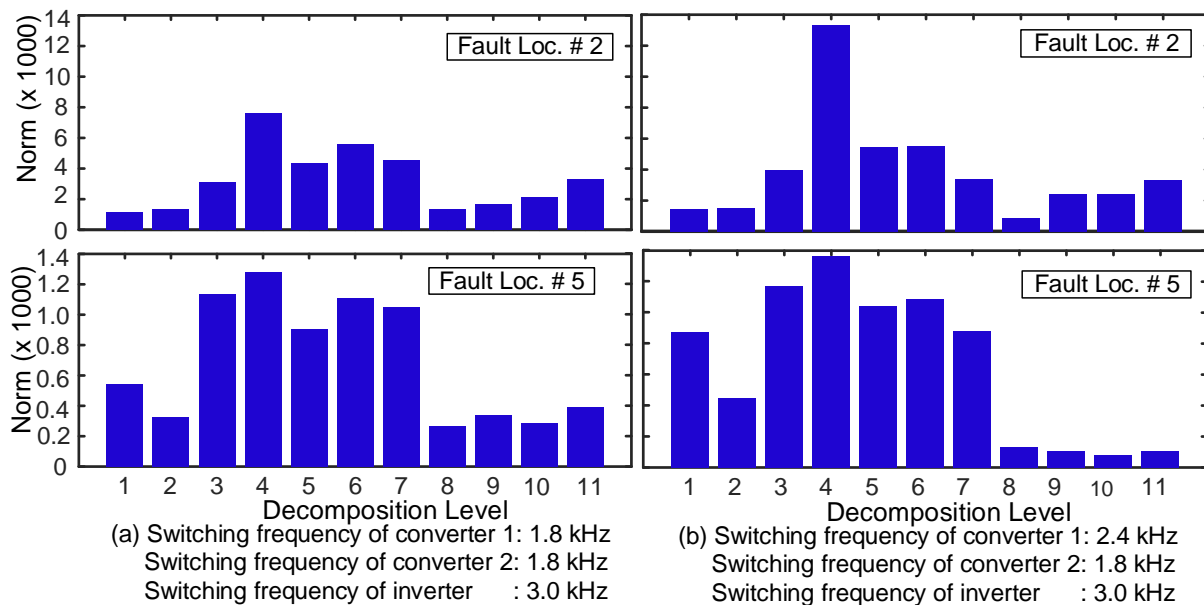 14
12
10
8
6
4
2
0
Norm (x 1000)
Fault Loc. # 2
Fault Loc. # 2
1.4
1.2
1.0
0.8
0.6
0.4
0.2
0
Norm (x 1000)
Fault Loc. # 5
Fault Loc. # 5
1 2 3 4 5 6 7 8 9 10 11
Decomposition Level
1 2 3 4 5 6 7 8 9 10 11
Decomposition Level
(a) Switching frequency of converter 1: 1.8 kHz
Switching frequency of converter 2: 1.8 kHz
Switching frequency of inverter : 3.0 kHz
(b) Switching frequency of converter 1: 2.4 kHz
Switching frequency of converter 2: 1.8 kHz
Switching frequency of inverter : 3.0 kHz